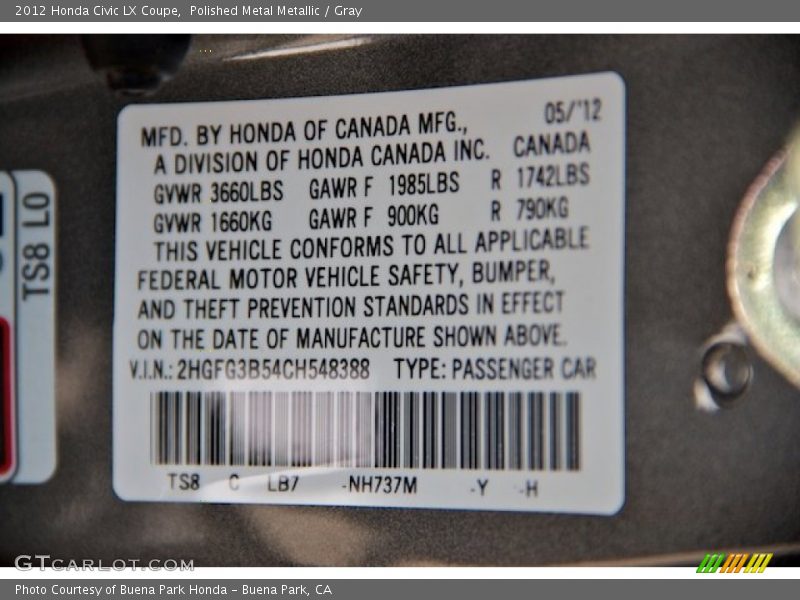 2012 Honda Civic LX Coupe,  Polished Metal Metallic / Gray
MFD. BY HONDA OF CANADA MFG., 05/'12
A DIVISION OF HONDA CANADA INC. CANADA
GVWR 3660LBS GAWR F 1985LBS R 1742LBS
GVWR 1660KG GAWR F 900KG R 790KG
THIS VEHICLE CONFORMS TO ALL APPLICABLE
FEDERAL MOTOR VEHICLE SAFETY, BUMPER,
AND THEFT PREVENTION STANDARDS IN EFFECT
ON THE DATE OF MANUFACTURE SHOWN ABOVE.
V.I.N.: 2HGFG3B54CH548388 TYPE: PASSENGER CAR
TS8 C LB7 -NH737M -Y -H
TS8 L0
GTCARLOT.COM
Photo Courtesy of Buena Park Honda - Buena Park, CA